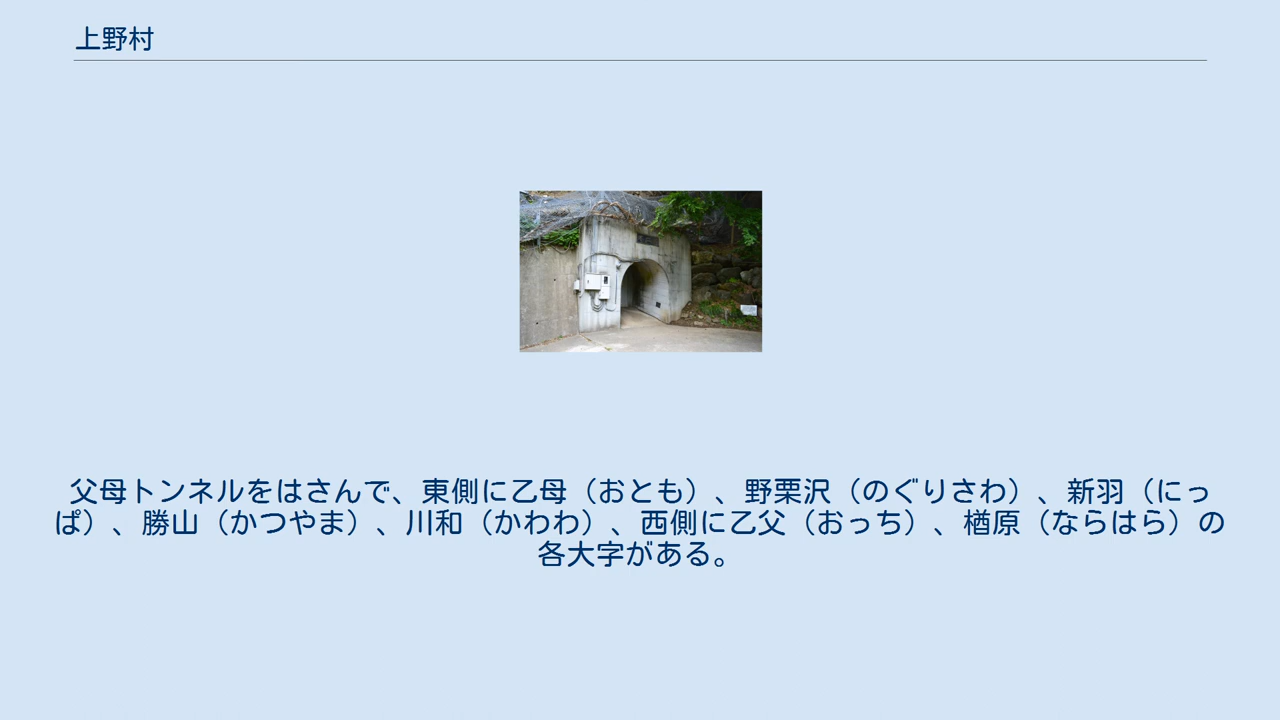 上野村
父母トンネルをはさんで、東側に乙母（おとも）、野栗沢（のぐりさわ）、新羽（にっ
ぱ）、勝山（かつやま）、川和（かわわ）、西側に乙父（おっち）、楢原（ならはら）の
各大字がある。